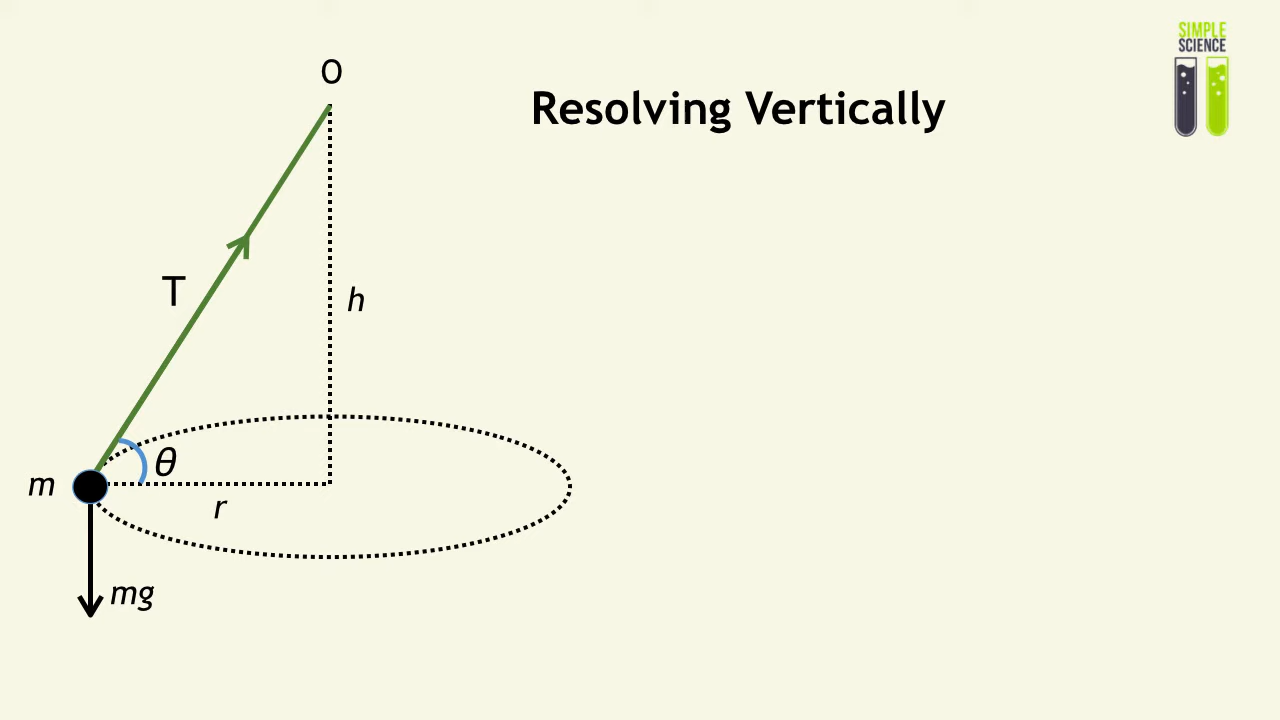 SIMPLE
SCIENCE
O
Resolving Vertically
T
h
θ
m
r
mg